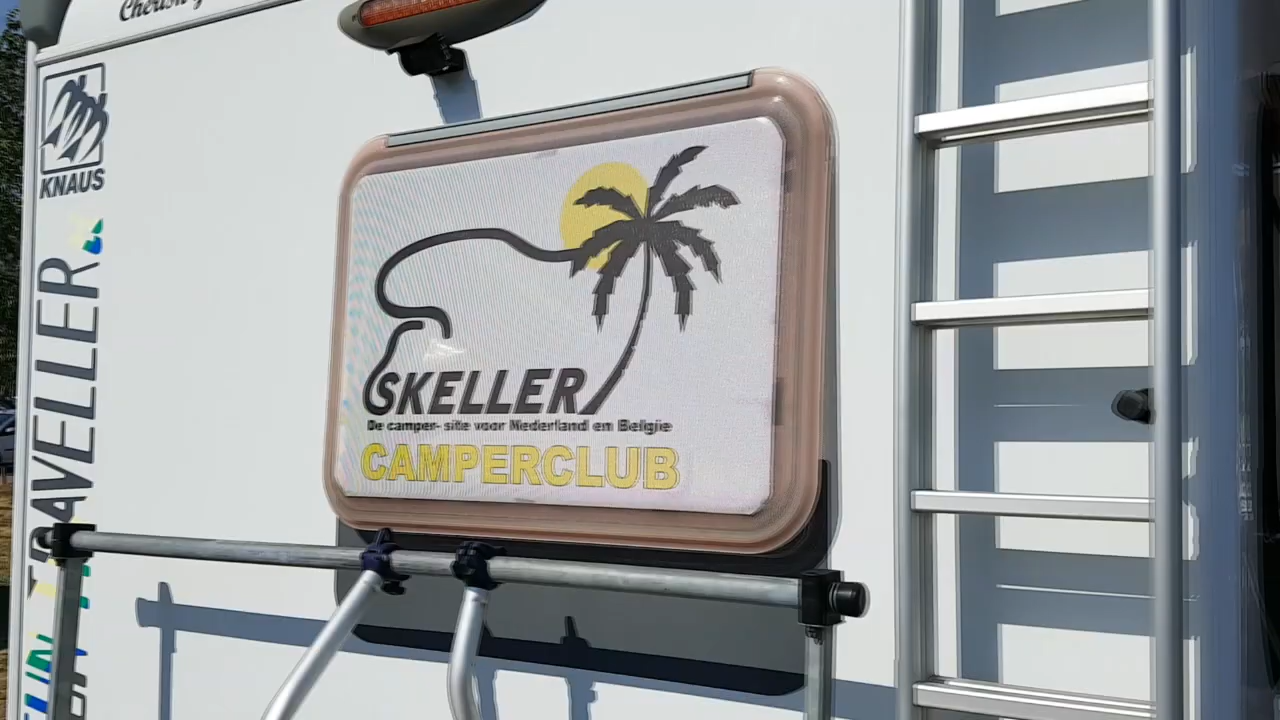 KNAUS
TRAVELLER
SKELLER
De camper- site voor Nederland en Belgie
CAMPERCLUB